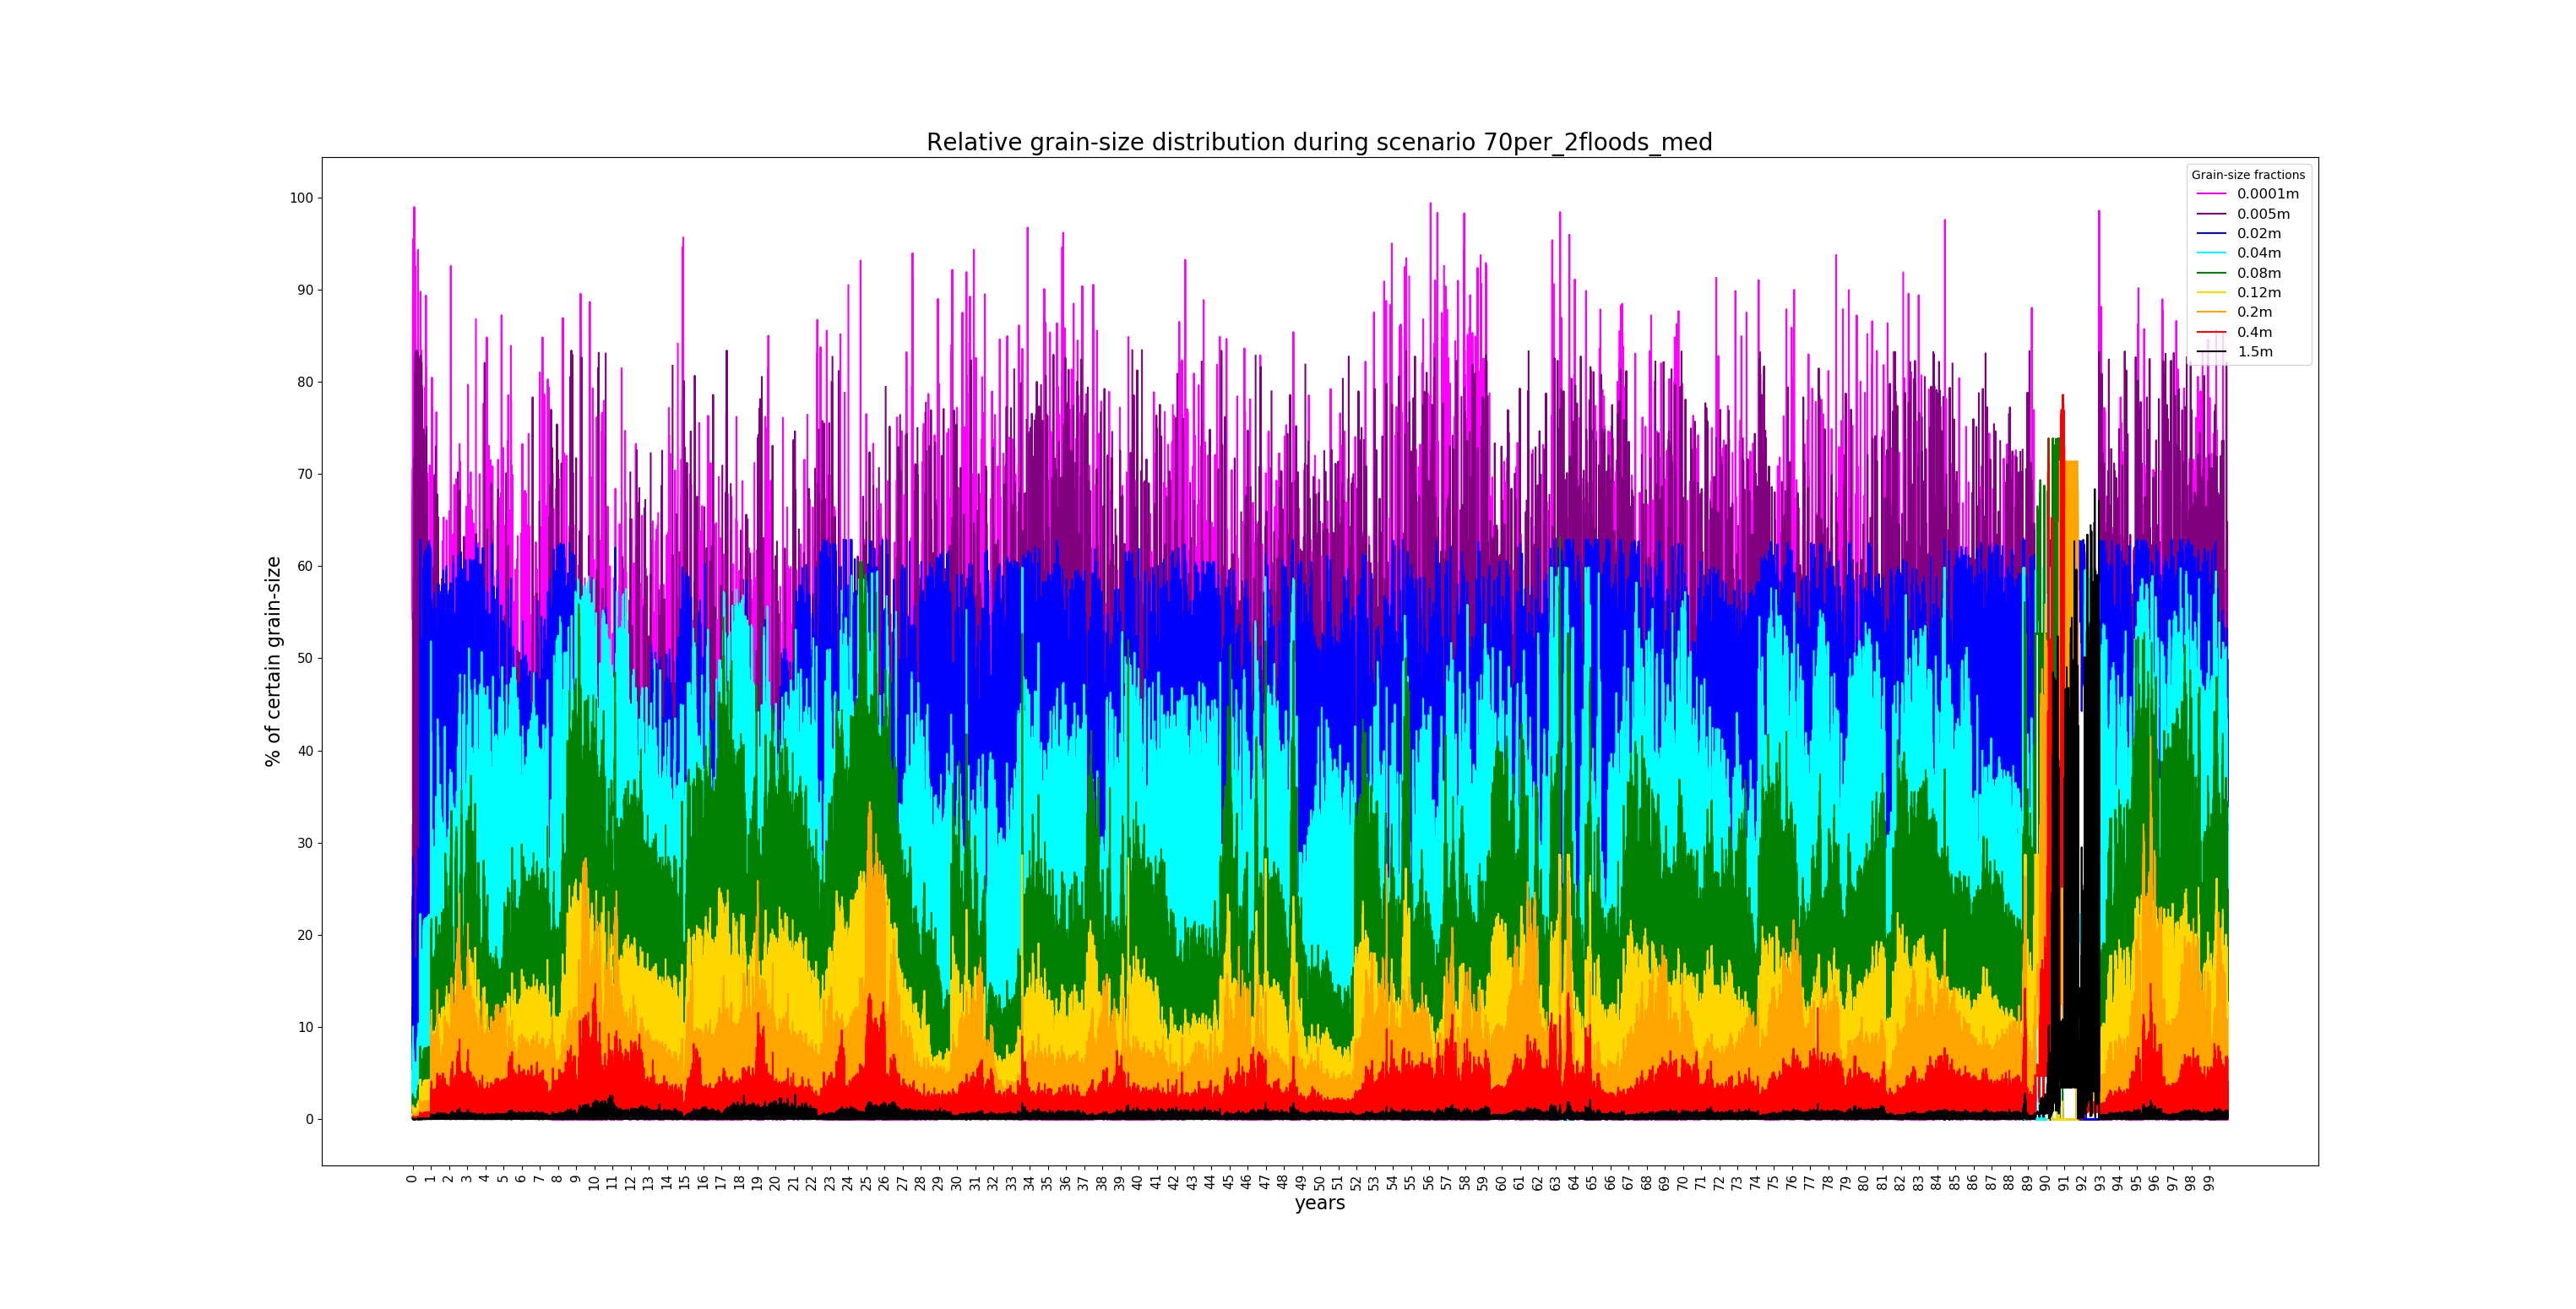 Relative grain-size distribution during scenario 70per_2floods_med
Grain-size fractions
0.0001m
0.005m
0.02m
0.04m
0.08m
0.12m
0.2m
0.4m
1.5m
% of certain grain-size
100
90
80
70
60
50
40
30
20
10
0
0 1 2 3 4 5 6 7 8 9 10 11 12 13 14 15 16 17 18 19 20 21 22 23 24 25 26 27 28 29 30 31 32 33 34 35 36 37 38 39 40 41 42 43 44 45 46 47 48 49 50 51 52 53 54 55 56 57 58 59 60 61 62 63 64 65 66 67 68 69 70 71 72 73 74 75 76 77 78 79 80 81 82 83 84 85 86 87 88 89 90 91 92 93 94 95 96 97 98 99
years